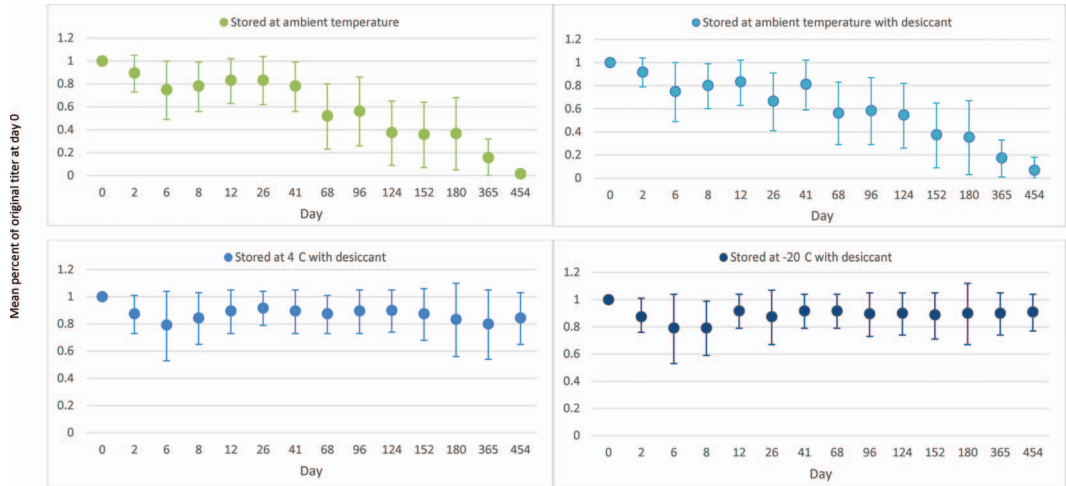 Mean percent of original titer at day 0
Stored at ambient temperature
1.2
1
0.8
0.6
0.4
0.2
0
0 2 6 8 12 26 41 68 96 124 152 180 365 454
Day
Stored at ambient temperature with desiccant
1.2
1
0.8
0.6
0.4
0.2
0
0 2 6 8 12 26 41 68 96 124 152 180 365 454
Day
Stored at 4 C with desiccant
1.2
1
0.8
0.6
0.4
0.2
0
0 2 6 8 12 26 41 68 96 124 152 180 365 454
Day
Stored at -20 C with desiccant
1.2
1
0.8
0.6
0.4
0.2
0
0 2 6 8 12 26 41 68 96 124 152 180 365 454
Day